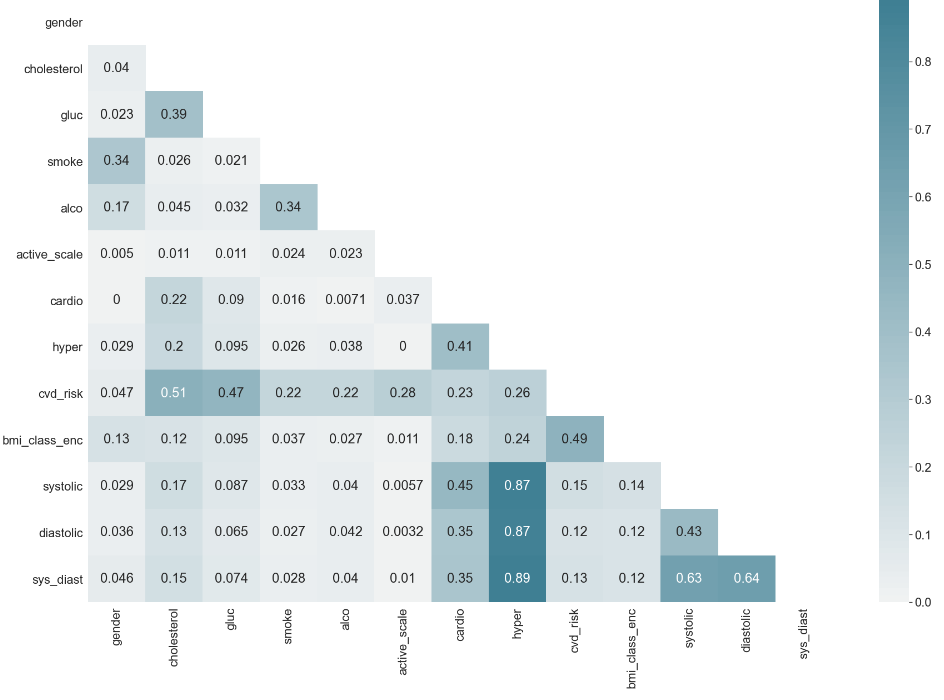 gender
cholesterol 0.04
gluc 0.023 0.39
smoke 0.34 0.026 0.021
alco 0.17 0.045 0.032 0.34
active_scale 0.005 0.011 0.011 0.024 0.023
cardio 0 0.22 0.09 0.016 0.0071 0.037
hyper 0.029 0.2 0.095 0.026 0.038 0 0.41
cvd_risk 0.047 0.51 0.47 0.22 0.22 0.28 0.23 0.26
bmi_class_enc 0.13 0.12 0.095 0.037 0.027 0.011 0.18 0.24 0.49
systolic 0.029 0.17 0.087 0.033 0.04 0.0057 0.45 0.87 0.15 0.14
diastolic 0.036 0.13 0.065 0.027 0.042 0.0032 0.35 0.87 0.12 0.12 0.43
sys_diast 0.046 0.15 0.074 0.028 0.04 0.01 0.35 0.89 0.13 0.12 0.63 0.64
gender cholesterol gluc smoke alco active_scale cardio hyper cvd_risk bmi_class_enc systolic diastolic sys_diast
0.8
0.7
0.6
0.5
0.4
0.3
0.2
0.1
0.0